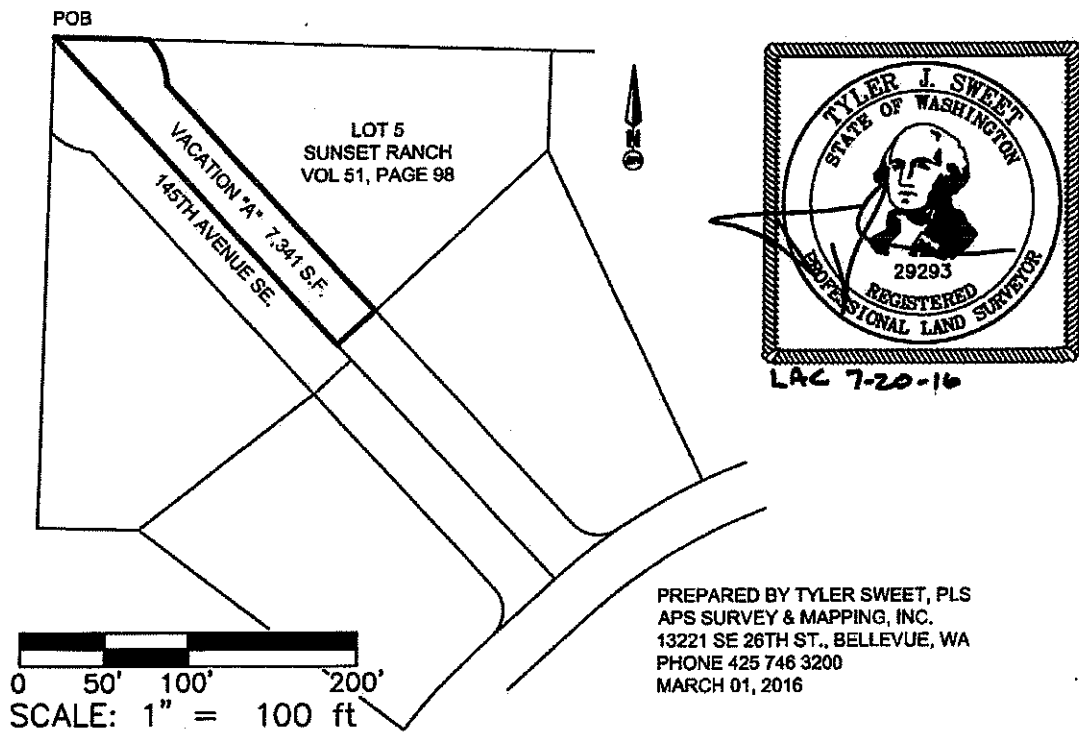 POB
LOT 5
SUNSET RANCH
VOL 51, PAGE 98
VACATION "A" 7,341 S.F.
145TH AVENUE SE.
N
TYLER J. SWEET
STATE OF WASHINGTON
29293
REGISTERED
PROFESSIONAL LAND SURVEYOR
LAC 7-20-16
PREPARED BY TYLER SWEET, PLS
APS SURVEY & MAPPING, INC.
13221 SE 26TH ST., BELLEVUE, WA
PHONE 425 746 3200
MARCH 01, 2016
0 50' 100' 200'
SCALE: 1" = 100 ft